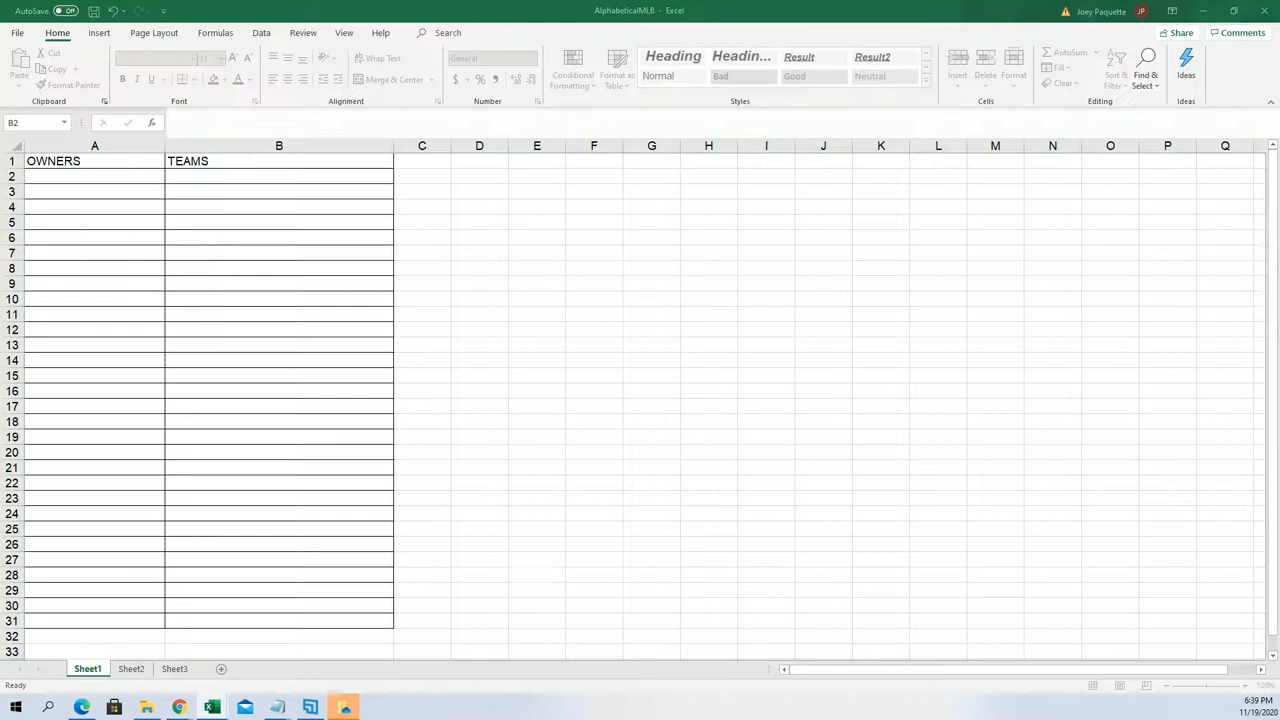 AutoSave Off AlphabeticalMLB - Excel Joey Paquette JP
File Home Insert Page Layout Formulas Data Review View Help Search Share Comments
Paste Cut Copy Format Painter Clipboard
11 B I U A A Font
Wrap Text Merge & Center Alignment
General $ % , Number
Conditional Formatting Format as Table
Heading Headin... Result Result2
Normal Bad Good Neutral
Styles
Insert Delete Format Cells
AutoSum Fill Clear Sort & Filter Find & Select Editing
Ideas Ideas
B2 fx
A B C D E F G H I J K L M N O P Q
1 OWNERS TEAMS
2
3
4
5
6
7
8
9
10
11
12
13
14
15
16
17
18
19
20
21
22
23
24
25
26
27
28
29
30
31
32
33
Sheet1 Sheet2 Sheet3
Ready 120%
6:39 PM
11/19/2020